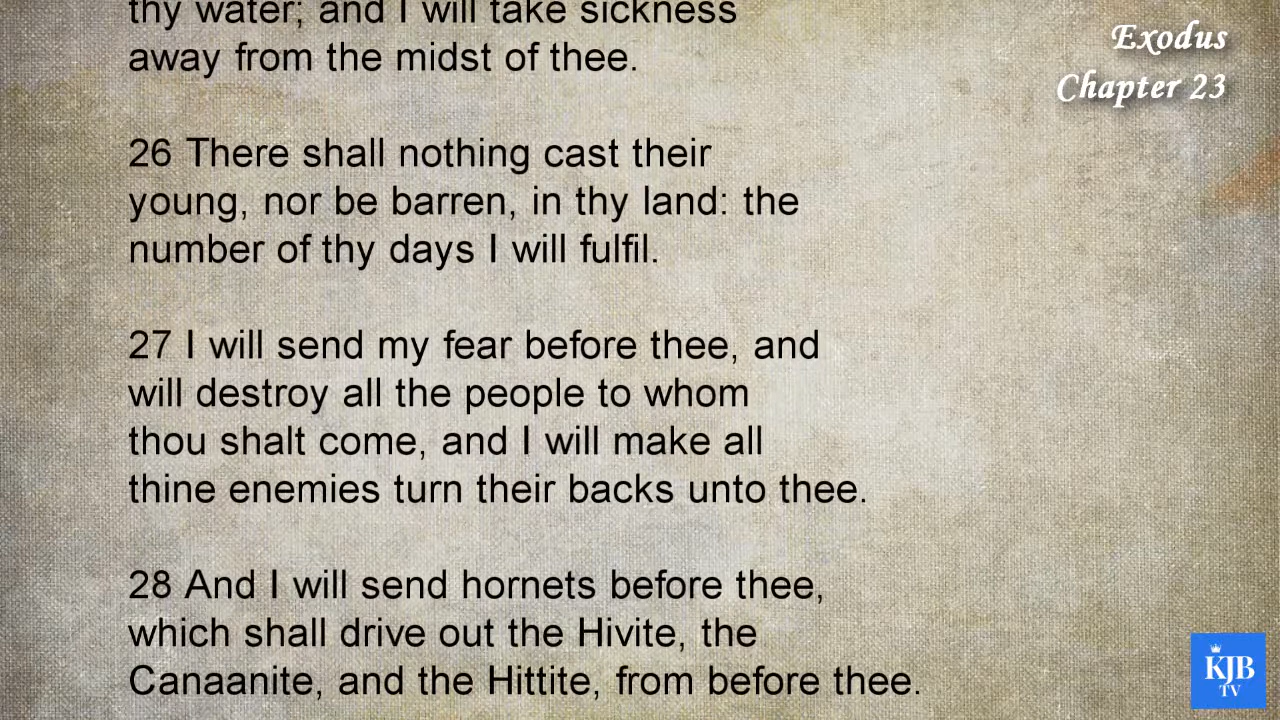 thy water; and I will take sickness
away from the midst of thee.
Exodus
Chapter 23
26 There shall nothing cast their
young, nor be barren, in thy land: the
number of thy days I will fulfil.
27 I will send my fear before thee, and
will destroy all the people to whom
thou shalt come, and I will make all
thine enemies turn their backs unto thee.
28 And I will send hornets before thee,
which shall drive out the Hivite, the
Canaanite, and the Hittite, from before thee.
KJB
TV